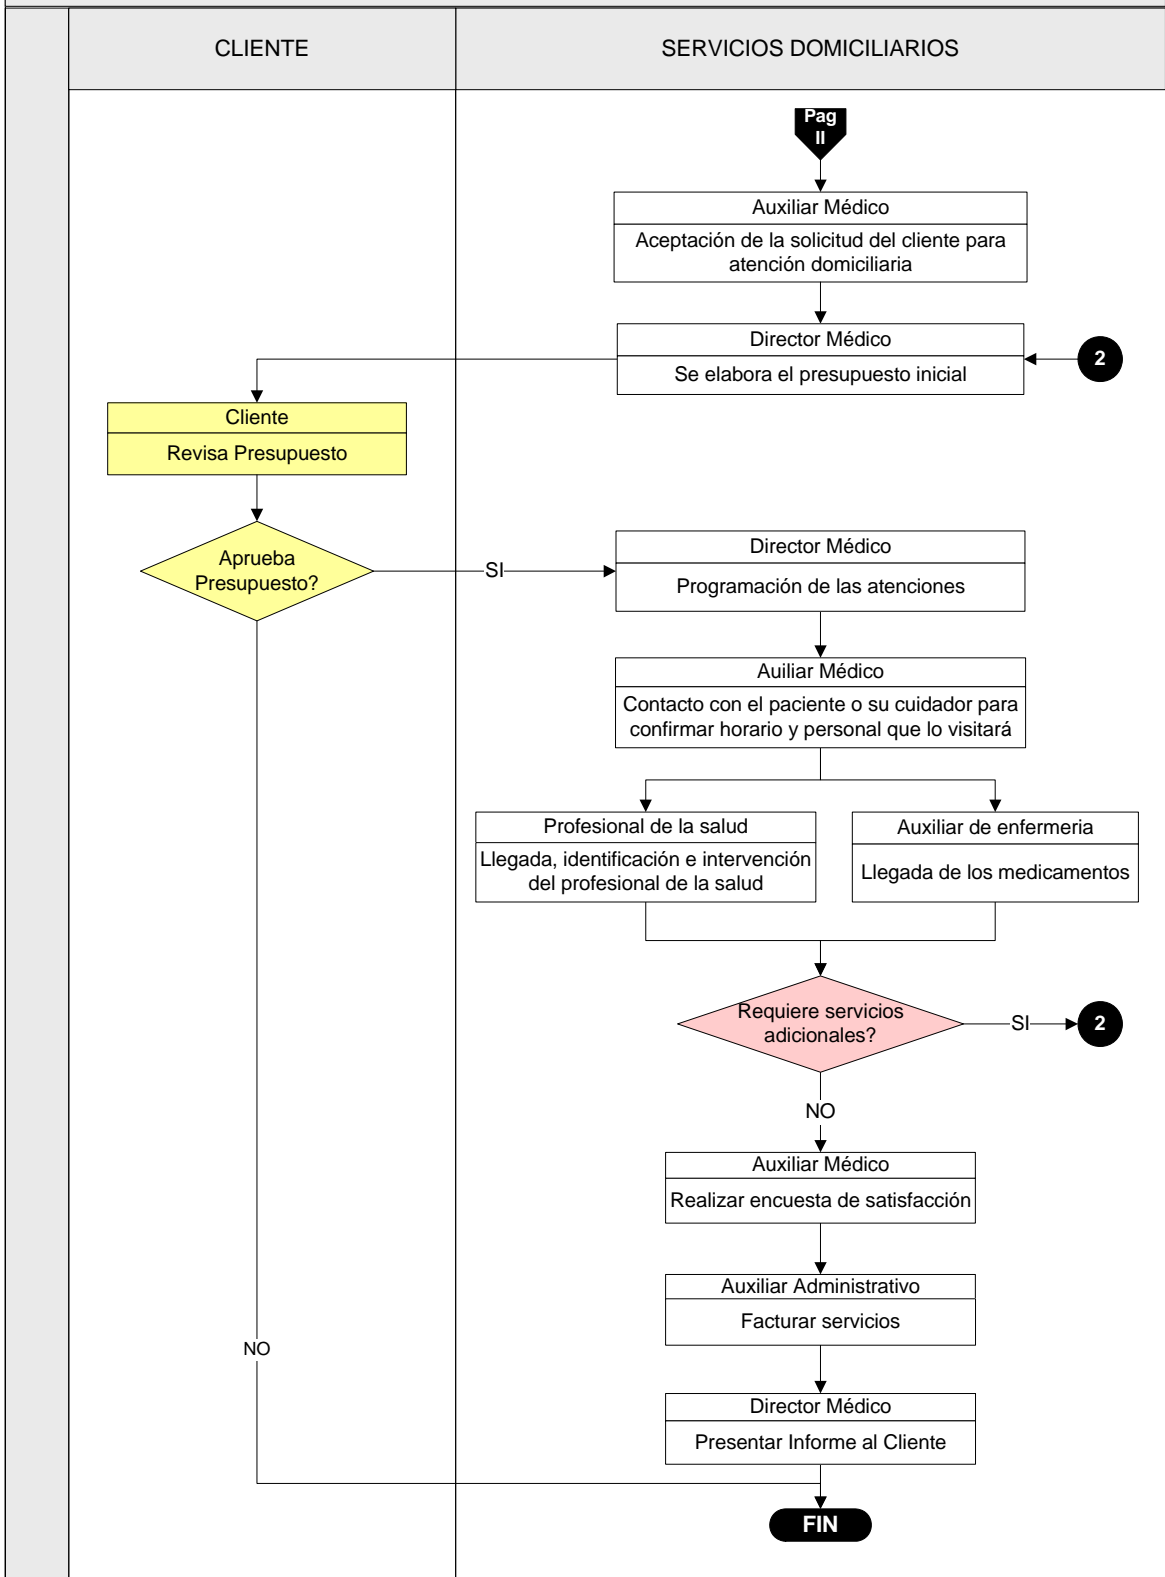 CLIENTE
SERVICIOS DOMICILIARIOS
Pag
II
Auxiliar Médico
Aceptación de la solicitud del cliente para
atención domiciliaria
Director Médico
Se elabora el presupuesto inicial
2
Cliente
Revisa Presupuesto
Aprueba
Presupuesto?
SI
Director Médico
Programación de las atenciones
Auiliar Médico
Contacto con el paciente o su cuidador para
confirmar horario y personal que lo visitará
Profesional de la salud
Llegada, identificación e intervención
del profesional de la salud
Auxiliar de enfermeria
Llegada de los medicamentos
Requiere servicios
adicionales?
SI
2
NO
Auxiliar Médico
Realizar encuesta de satisfacción
Auxiliar Administrativo
Facturar servicios
NO
Director Médico
Presentar Informe al Cliente
FIN